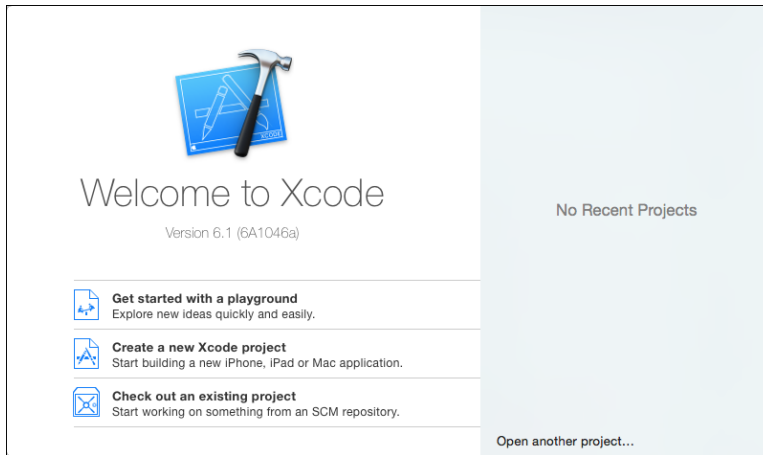 XCODE
Welcome to Xcode
Version 6.1 (6A1046a)
Get started with a playground
Explore new ideas quickly and easily.
Create a new Xcode project
Start building a new iPhone, iPad or Mac application.
Check out an existing project
Start working on something from an SCM repository.
No Recent Projects
Open another project...